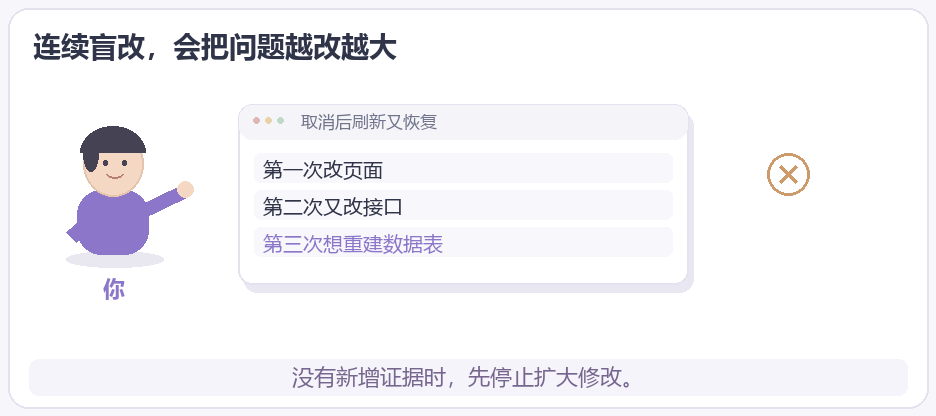 连续盲改，会把问题越改越大
取消后刷新又恢复
第一次改页面
第二次又改接口
第三次想重建数据表
你
没有新增证据时，先停止扩大修改。